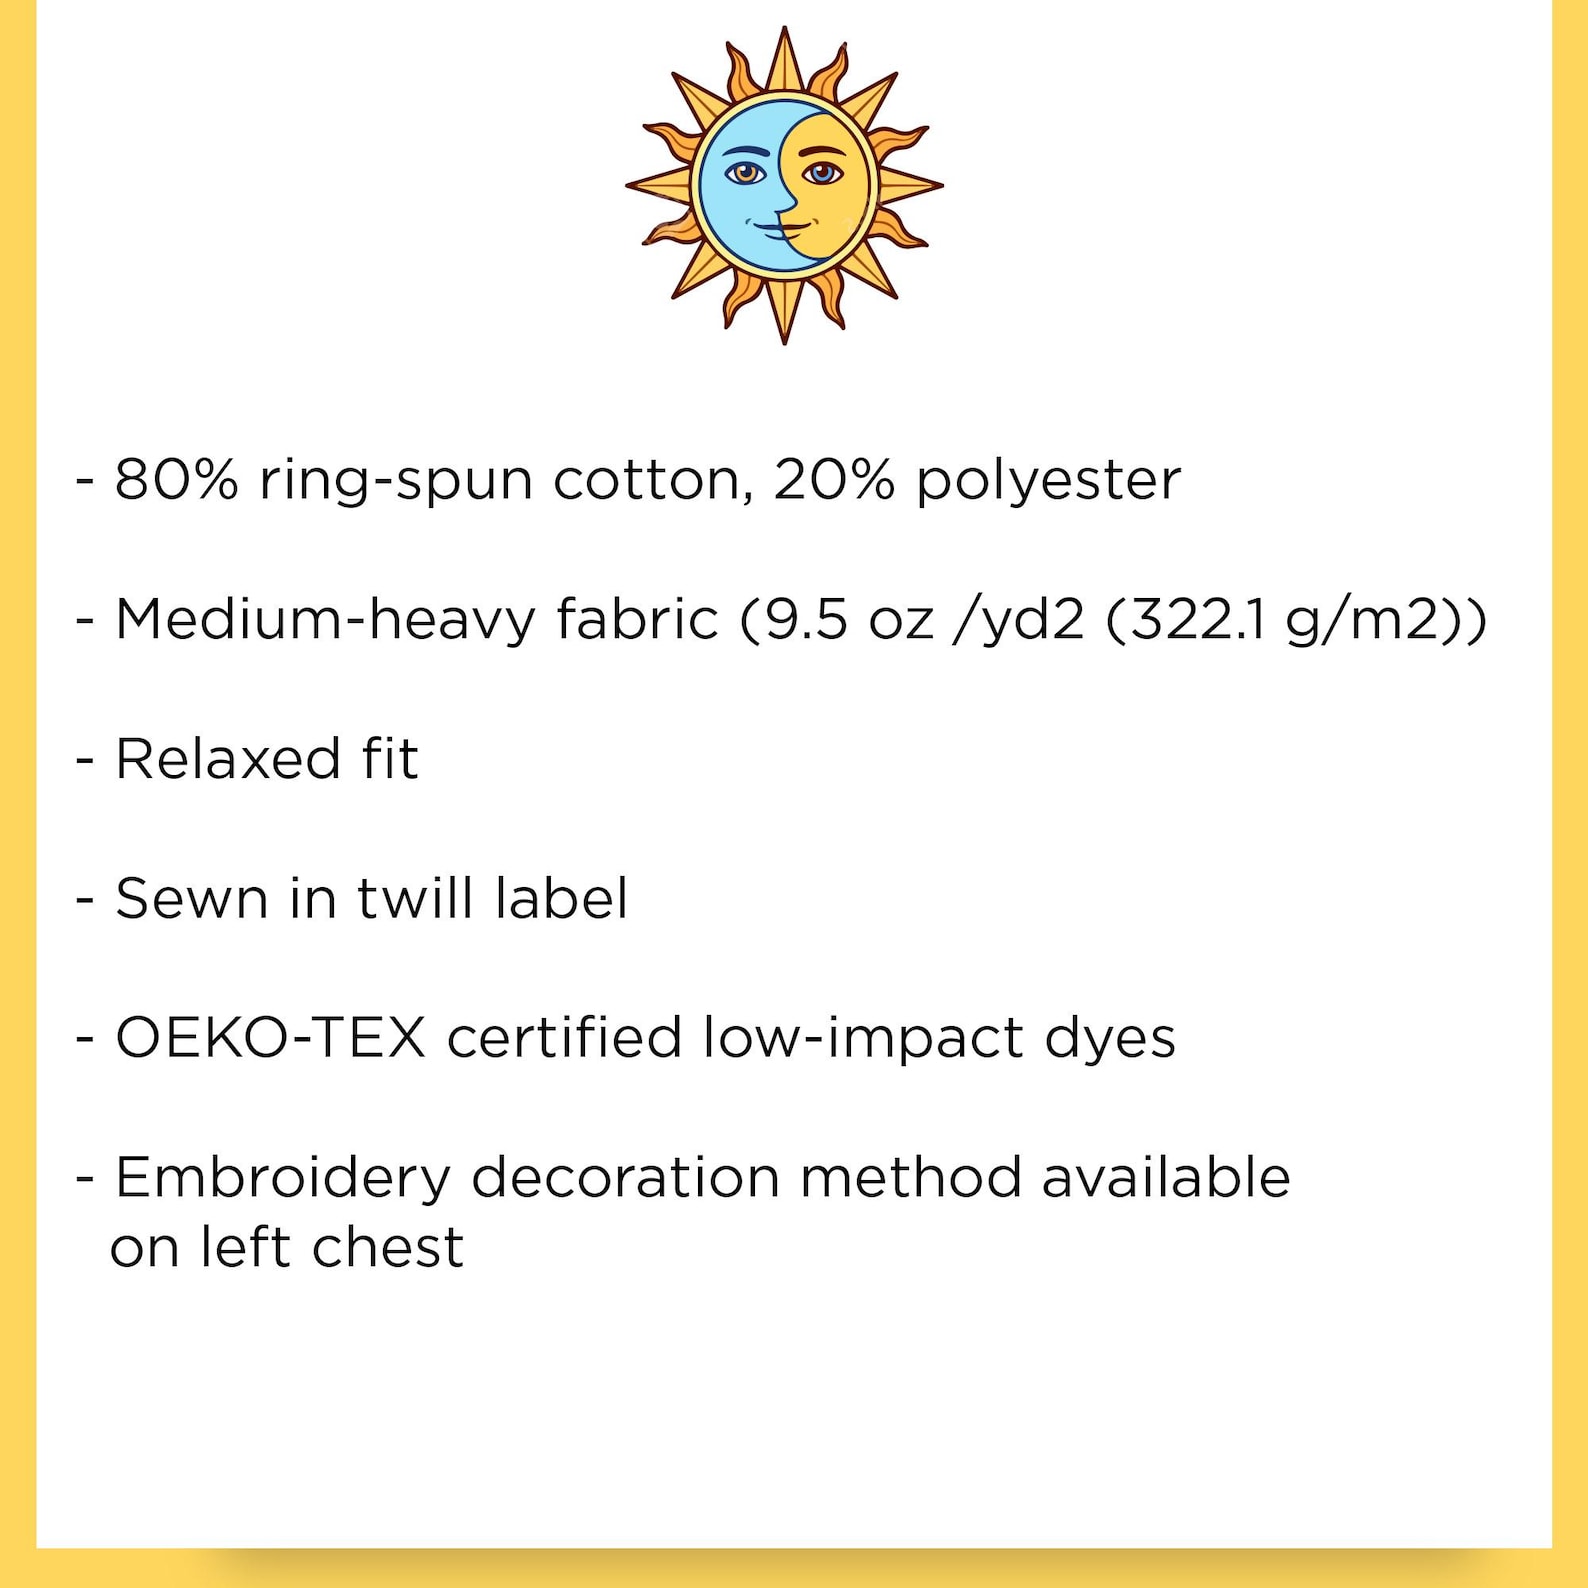 - 80% ring-spun cotton, 20% polyester
- Medium-heavy fabric (9.5 oz /yd2 (322.1 g/m2))
- Relaxed fit
- Sewn in twill label
- OEKO-TEX certified low-impact dyes
- Embroidery decoration method available
on left chest